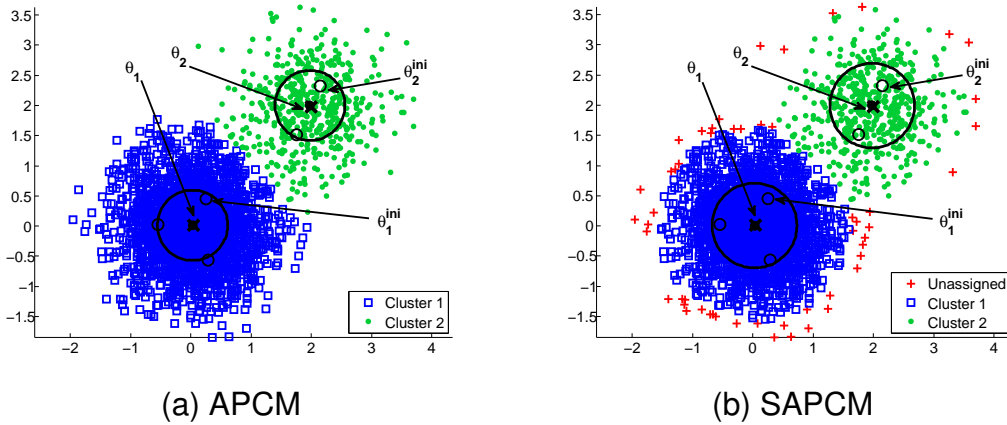 3.5
3
2.5
2
1.5
1
0.5
0
−0.5
−1
−1.5
−2
−1
0
1
2
3
4
θ₁
θ₂
θ₂ⁱⁿⁱ
θ₁ⁱⁿⁱ
Cluster 1
Cluster 2
(a) APCM
3.5
3
2.5
2
1.5
1
0.5
0
−0.5
−1
−1.5
−2
−1
0
1
2
3
4
θ₁
θ₂
θ₂ⁱⁿⁱ
θ₁ⁱⁿⁱ
Unassigned
Cluster 1
Cluster 2
(b) SAPCM